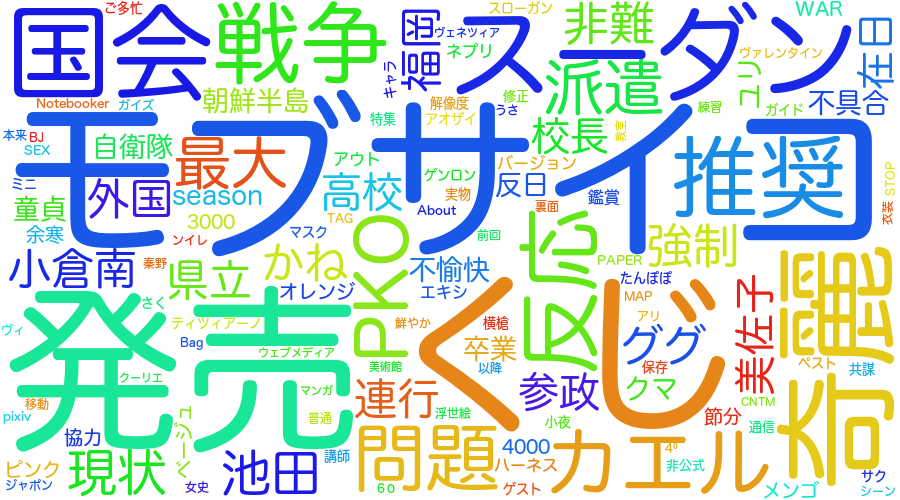 ご多忙
スローガン
WAR
国会
戦争
福岡
ヴェネツィア
スーダン
非難
在日
キャラ
ネプリ
派遣
ヴァレンタイン
ユリ
Notebooker
ガイズ
朝鮮半島
解像度
修正
うさ
アオザイ
練習
ガイド
不具合
本来
BJ
SEX
自衛隊
特集
モブサイコ
校長
教室
最大
アウト
ゲンロン
バージョン
推奨
STOP
ミニ
外国
season
高校
実物
反日
鑑賞
童貞
3000
TAG
About
裏面
衣装
余寒
ンイレ
マスク
PKO
前回
反応
強制
小倉南
秦野
県立
かね
不愉快
PAPER
奇麗
オレンジ
エキシ
たんぽぽ
さく
MAP
美佐子
発売
くじ
ヴィ
ティツィアーノ
鮮やか
横槍
アリ
Bag
卒業
ググ
ウェブメディア
美術館
以降
保存
ベスト
共謀
クーリエ
連行
参政
クマ
マンガ
CNTM
移動
pixiv
普通
浮世絵
節分
ベージュ
小夜
通信
協力
問題
4000
カエル
4º
現状
池田
講師
ピンク
ハーネス
非公式
サク
ジャポン
女史
60
ゲスト
メンゴ
シーン